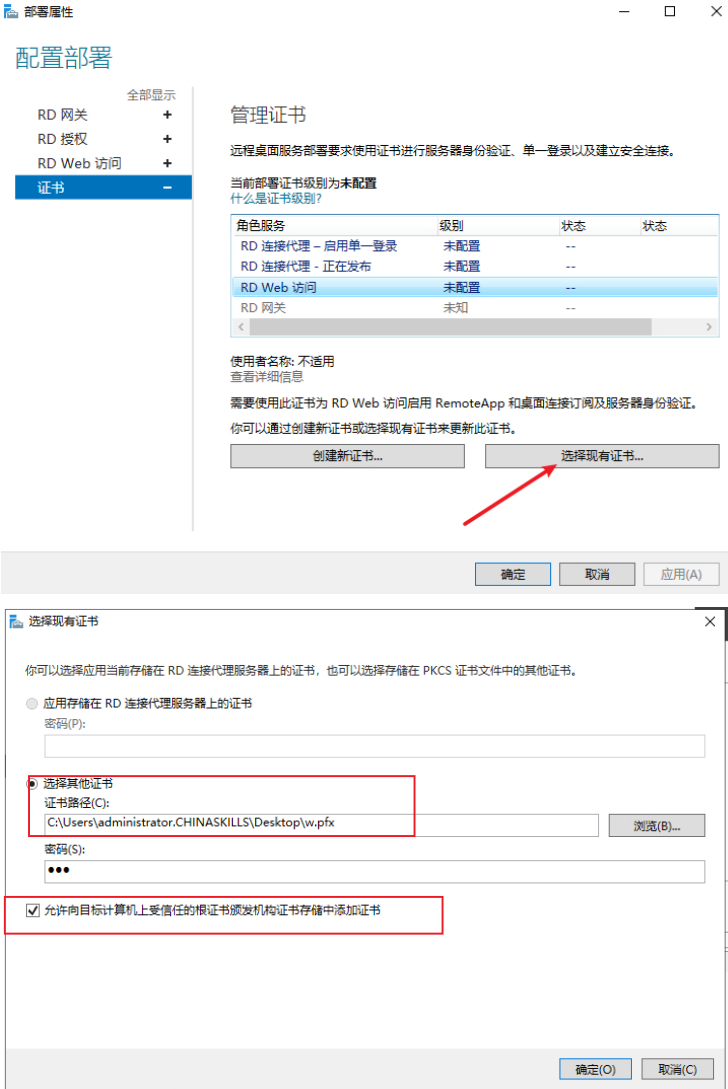 部署属性
配置部署
全部显示
RD 网关 +
RD 授权 +
RD Web 访问 +
证书 −
管理证书
远程桌面服务部署要求使用证书进行服务器身份验证、单一登录以及建立安全连接。
当前部署证书级别为未配置
什么是证书级别?
角色服务 级别 状态 状态
RD 连接代理 – 启用单一登录 未配置 --
RD 连接代理 - 正在发布 未配置 --
RD Web 访问 未配置 --
RD 网关 未知 --
使用者名称: 不适用
查看详细信息
需要使用此证书为 RD Web 访问启用 RemoteApp 和桌面连接订阅及服务器身份验证。
你可以通过创建新证书或选择现有证书来更新此证书。
创建新证书... 选择现有证书...
确定 取消 应用(A)
选择现有证书
你可以选择应用当前存储在 RD 连接代理服务器上的证书，也可以选择存储在 PKCS 证书文件中的其他证书。
应用存储在 RD 连接代理服务器上的证书
密码(P):
选择其他证书
证书路径(C):
C:\Users\administrator.CHINASKILLS\Desktop\w.pfx 浏览(B)...
密码(S):
●●●
允许向目标计算机上受信任的根证书颁发机构证书存储中添加证书
确定(O) 取消(C)